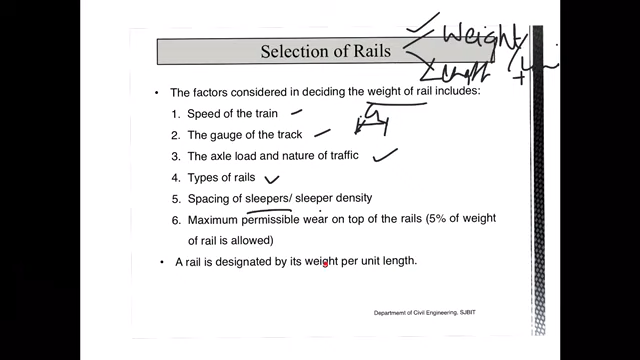 Selection of Rails
Weight/
• The factors considered in deciding the weight of rail includes:
1. Speed of the train
2. The gauge of the track
3. The axle load and nature of traffic
4. Types of rails
5. Spacing of sleepers/ sleeper density
6. Maximum permissible wear on top of the rails (5% of weight
of rail is allowed)
• A rail is designated by its weight per unit length.
Departmemt of Civil Engineering, SJBIT